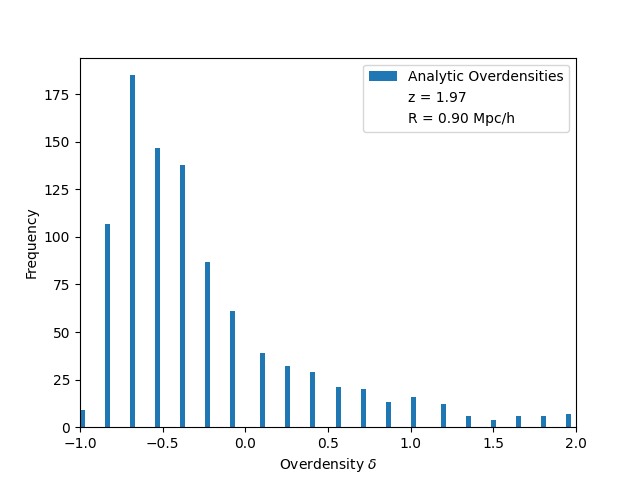 Analytic Overdensities
z = 1.97
R = 0.90 Mpc/h
175
150
125
100
75
50
25
0
Frequency
−1.0 −0.5 0.0 0.5 1.0 1.5 2.0
Overdensity δ